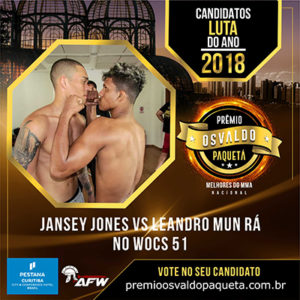 CANDIDATOS
LUTA
DO ANO
2018
PRÊMIO
OSVALDO
PAQUETÁ
MELHORES DO MMA
NACIONAL
JANSEY JONES VS LEANDRO MUN RÁ
NO WOCS 51
PESTANA
CURITIBA
BRASIL
AFW
VOTE NO SEU CANDIDATO
premioosvaldopaqueta.com.br